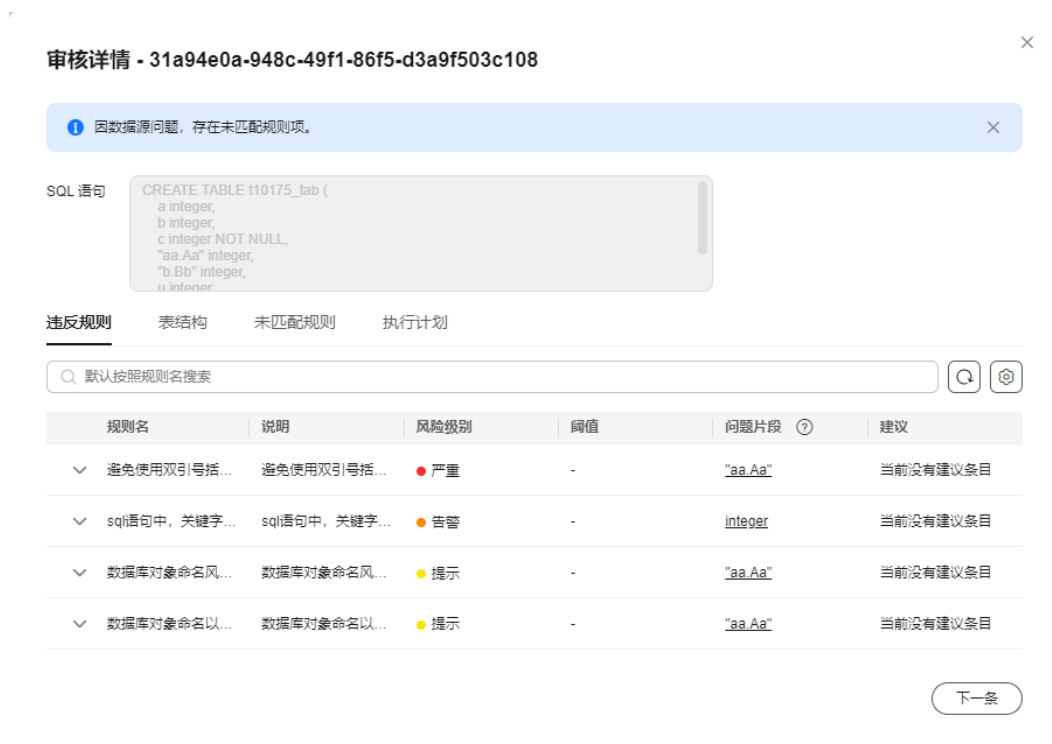 审核详情 - 31a94e0a-948c-49f1-86f5-d3a9f503c108
因数据源问题，存在未匹配规则项。
SQL 语句
CREATE TABLE t10175_tab (
a integer,
b integer,
c integer NOT NULL,
"aa.Aa" integer,
"b.Bb" integer,
u integer
违反规则 表结构 未匹配规则 执行计划
默认按照规则名搜索
规则名 说明 风险级别 阈值 问题片段 建议
避免使用双引号括... 避免使用双引号括... 严重 - "aa.Aa" 当前没有建议条目
sql语句中，关键字... sql语句中，关键字... 告警 - integer 当前没有建议条目
数据库对象命名风... 数据库对象命名风... 提示 - "aa.Aa" 当前没有建议条目
数据库对象命名以... 数据库对象命名以... 提示 - "aa.Aa" 当前没有建议条目
下一条